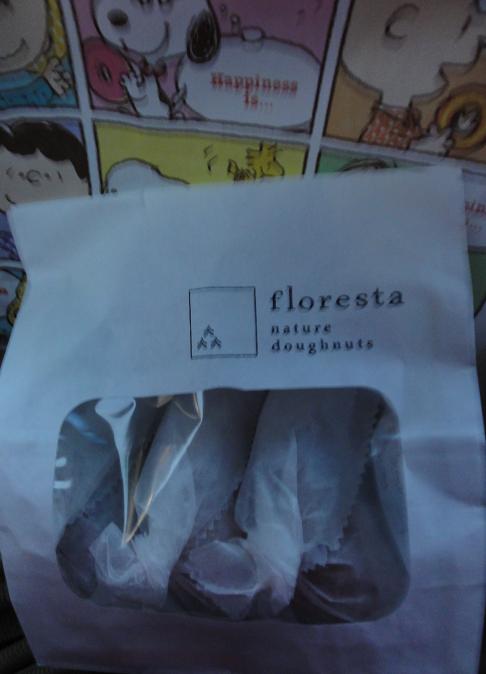 Happiness
is...
floresta
nature
doughnuts